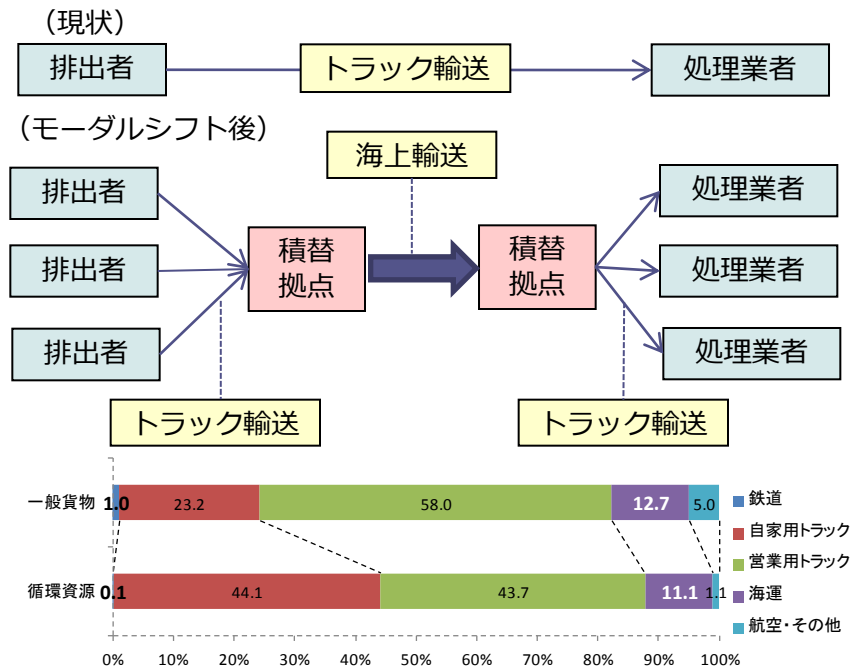 （現状）
排出者
トラック輸送
処理業者
（モーダルシフト後）
海上輸送
排出者
処理業者
積替
拠点
積替
拠点
排出者
処理業者
排出者
処理業者
トラック輸送
トラック輸送
一般貨物
1.0
23.2
58.0
12.7
5.0
循環資源
0.1
44.1
43.7
11.1
1.1
鉄道
自家用トラック
営業用トラック
海運
航空・その他
0%
10%
20%
30%
40%
50%
60%
70%
80%
90%
100%